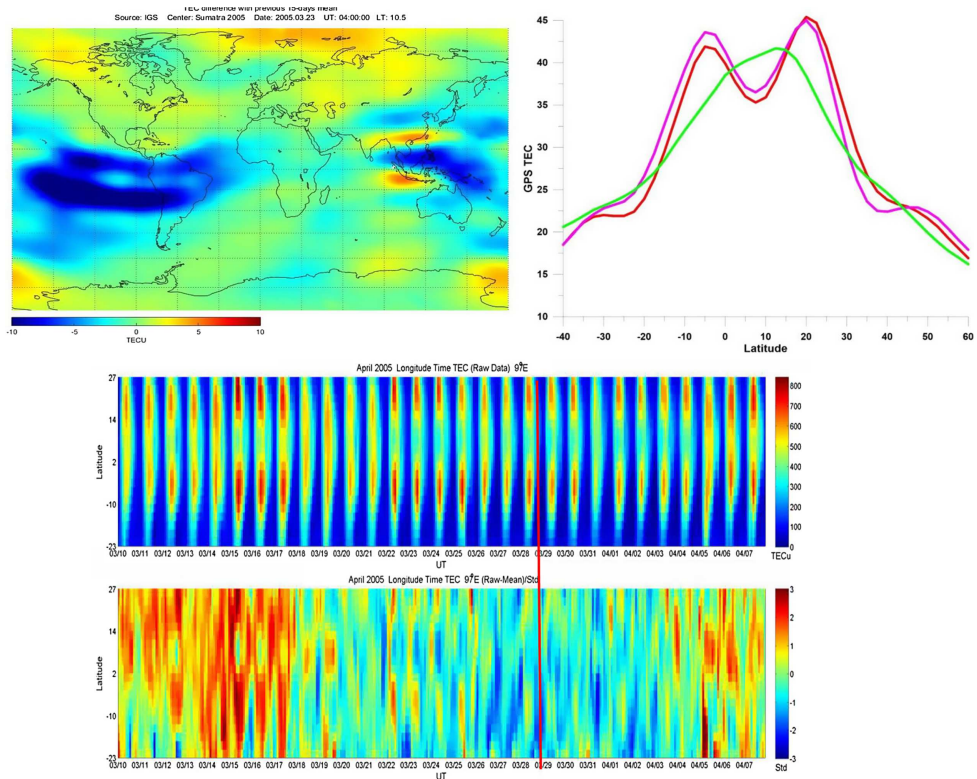 TEC difference with previous 15-days mean
Source: IGS Center: Sumatra 2005 Date: 2005.03.23 UT: 04:00:00 LT: 10.5
-10 -5 0 5 10
TECU
45
40
35
30
25
20
15
10
GPS TEC
-40 -30 -20 -10 0 10 20 30 40 50 60
Latitude
April 2005 Longitude Time TEC (Raw Data) 97°E
27
14
2
-10
-23
Latitude
03/10 03/11 03/12 03/13 03/14 03/15 03/16 03/17 03/18 03/19 03/20 03/21 03/22 03/23 03/24 03/25 03/26 03/27 03/28 03/29 03/30 03/31 04/01 04/02 04/03 04/04 04/05 04/06 04/07
UT
800
700
600
500
400
300
200
100
0
TECu
April 2005 Longitude Time TEC 97°E (Raw-Mean)/Std
27
14
2
-10
-23
Latitude
03/10 03/11 03/12 03/13 03/14 03/15 03/16 03/17 03/18 03/19 03/20 03/21 03/22 03/23 03/24 03/25 03/26 03/27 03/28 03/29 03/30 03/31 04/01 04/02 04/03 04/04 04/05 04/06 04/07
UT
3
2
1
0
-1
-2
-3
Std